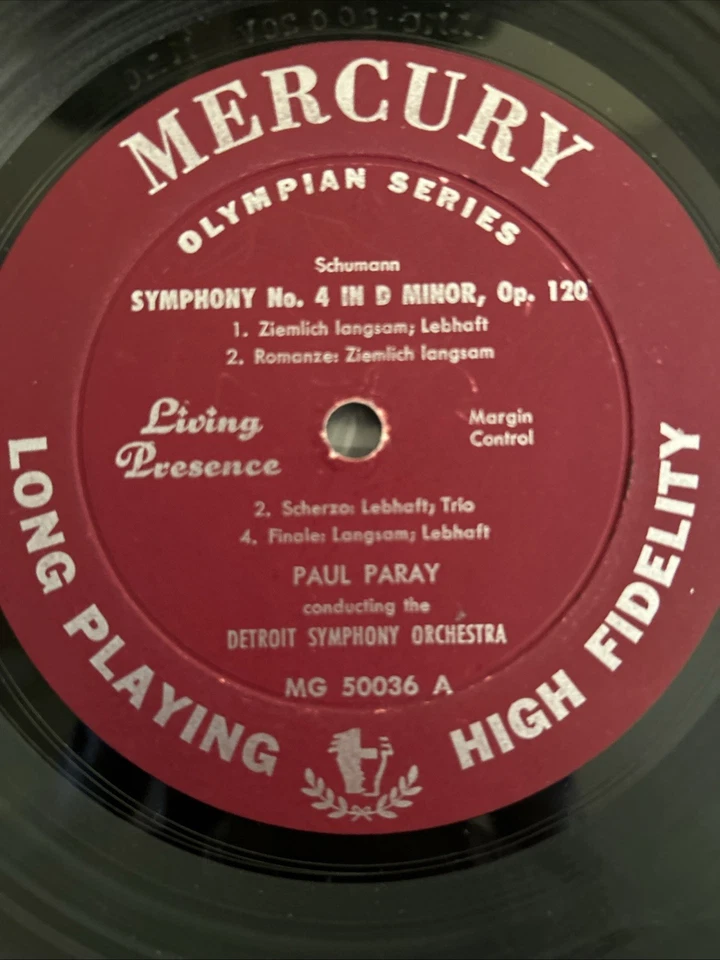 MERCURY
OLYMPIAN SERIES
Schumann
SYMPHONY No. 4 IN D MINOR, Op. 120
1. Ziemlich langsam; Lebhaft
2. Romanze: Ziemlich langsam
Living
Presence
Margin
Control
2. Scherzo: Lebhaft; Trio
4. Finale: Langsam; Lebhaft
PAUL PARAY
conducting the
DETROIT SYMPHONY ORCHESTRA
MG 50036 A
LONG PLAYING
HIGH FIDELITY